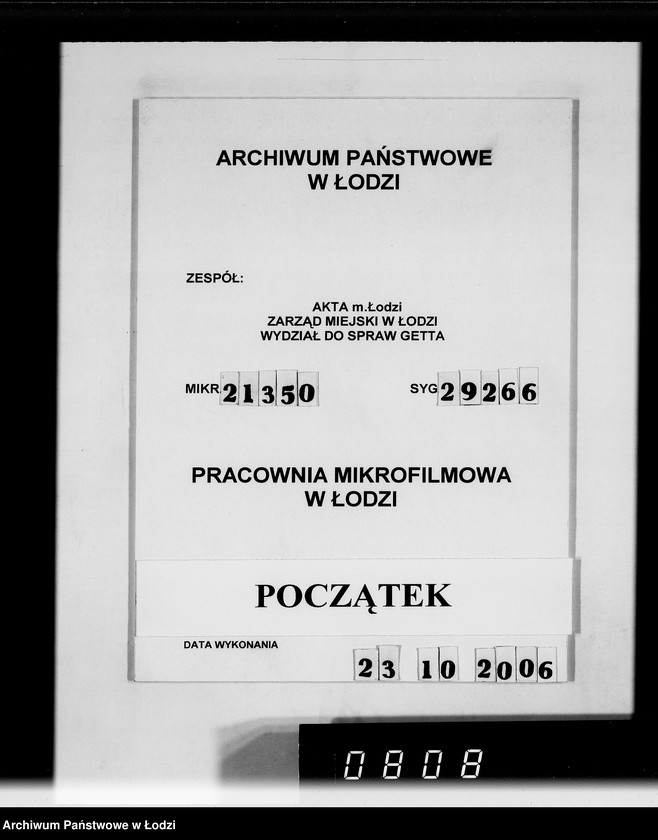 ARCHIWUM PAŃSTWOWE
W ŁODZI
ZESPÓŁ:
AKTA m.Łodzi
ZARZĄD MIEJSKI W ŁODZI
WYDZIAŁ DO SPRAW GETTA
MIKR 21350 SYG 29266
PRACOWNIA MIKROFILMOWA
W ŁODZI
POCZĄTEK
DATA WYKONANIA
23 10 2006
0808
Archiwum Państwowe w Łodzi